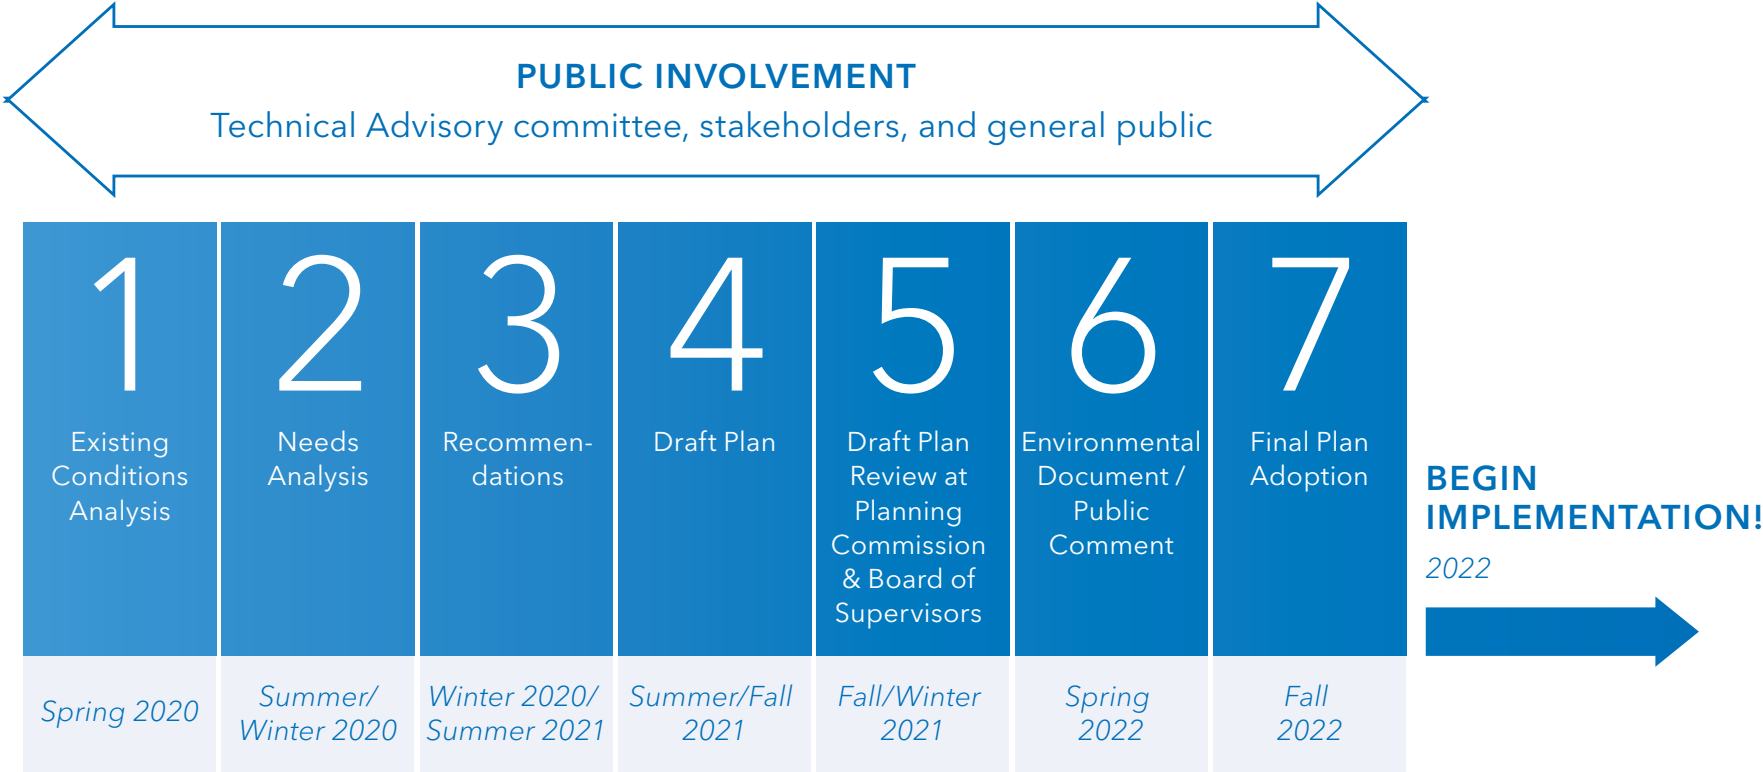 PUBLIC INVOLVEMENT
Technical Advisory committee, stakeholders, and general public
1
Existing
Conditions
Analysis
Spring 2020
2
Needs
Analysis
Summer/
Winter 2020
3
Recommen-
dations
Winter 2020/
Summer 2021
4
Draft Plan
Summer/Fall
2021
5
Draft Plan
Review at
Planning
Commission
& Board of
Supervisors
Fall/Winter
2021
6
Environmental
Document /
Public
Comment
Spring
2022
7
Final Plan
Adoption
Fall
2022
BEGIN
IMPLEMENTATION!
2022